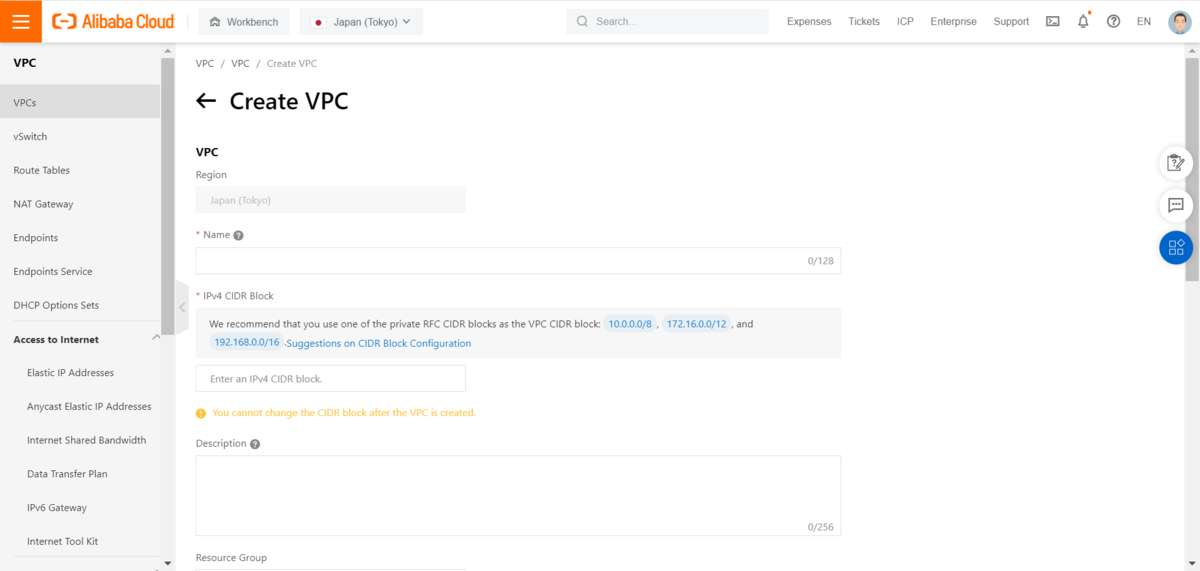 Alibaba Cloud
Workbench
Japan (Tokyo)
Search...
Expenses
Tickets
ICP
Enterprise
Support
EN
VPC
VPCs
vSwitch
Route Tables
NAT Gateway
Endpoints
Endpoints Service
DHCP Options Sets
Access to Internet
Elastic IP Addresses
Anycast Elastic IP Addresses
Internet Shared Bandwidth
Data Transfer Plan
IPv6 Gateway
Internet Tool Kit
VPC / VPC / Create VPC
Create VPC
VPC
Region
Japan (Tokyo)
* Name
0/128
* IPv4 CIDR Block
We recommend that you use one of the private RFC CIDR blocks as the VPC CIDR block: 10.0.0.0/8 , 172.16.0.0/12 , and
192.168.0.0/16 .Suggestions on CIDR Block Configuration
Enter an IPv4 CIDR block.
You cannot change the CIDR block after the VPC is created.
Description
0/256
Resource Group